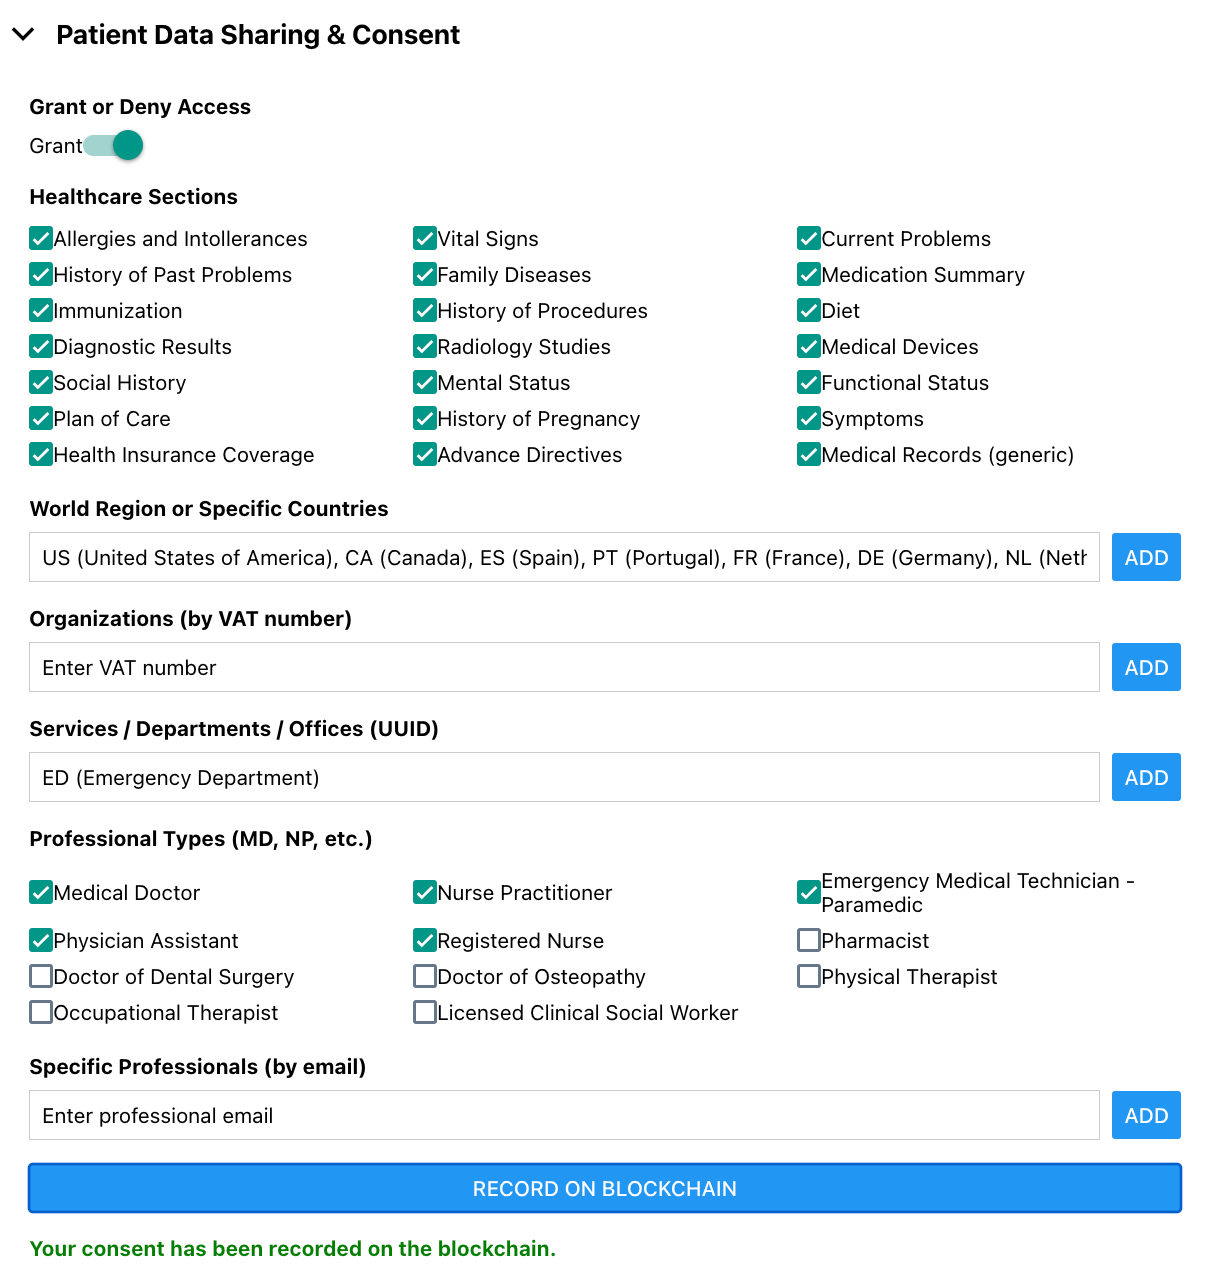 Patient Data Sharing & Consent
Grant or Deny Access
Grant
Healthcare Sections
Allergies and Intollerances
Vital Signs
Current Problems
History of Past Problems
Family Diseases
Medication Summary
Immunization
History of Procedures
Diet
Diagnostic Results
Radiology Studies
Medical Devices
Social History
Mental Status
Functional Status
Plan of Care
History of Pregnancy
Symptoms
Health Insurance Coverage
Advance Directives
Medical Records (generic)
World Region or Specific Countries
US (United States of America), CA (Canada), ES (Spain), PT (Portugal), FR (France), DE (Germany), NL (Neth
ADD
Organizations (by VAT number)
Enter VAT number
ADD
Services / Departments / Offices (UUID)
ED (Emergency Department)
ADD
Professional Types (MD, NP, etc.)
Medical Doctor
Nurse Practitioner
Emergency Medical Technician -
Paramedic
Physician Assistant
Registered Nurse
Pharmacist
Doctor of Dental Surgery
Doctor of Osteopathy
Physical Therapist
Occupational Therapist
Licensed Clinical Social Worker
Specific Professionals (by email)
Enter professional email
ADD
RECORD ON BLOCKCHAIN
Your consent has been recorded on the blockchain.